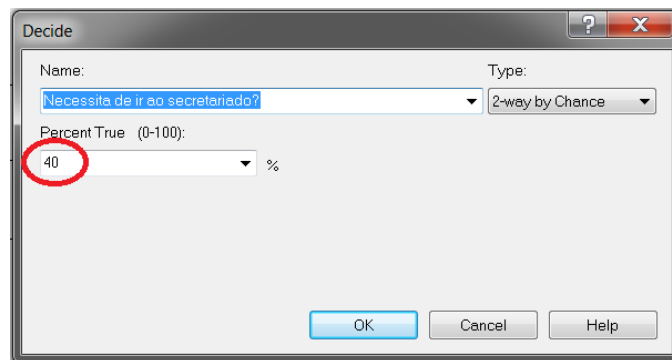 Decide
Name: Type:
Necessita de ir ao secretariado? 2-way by Chance
Percent True (0-100):
40 %
OK Cancel Help